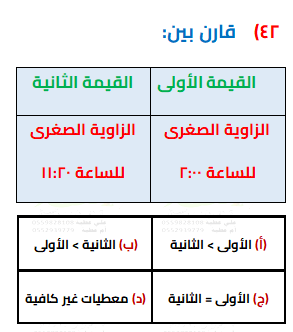 ٤٢) قارن بين:
القيمة الأولى القيمة الثانية
الزاوية الصغرى الزاوية الصغرى
للساعة ٢:٠٠ للساعة ١١:٢٠
(أ) الأولى > الثانية (ب) الثانية > الأولى
(ج) الأولى = الثانية (د) معطيات غير كافية